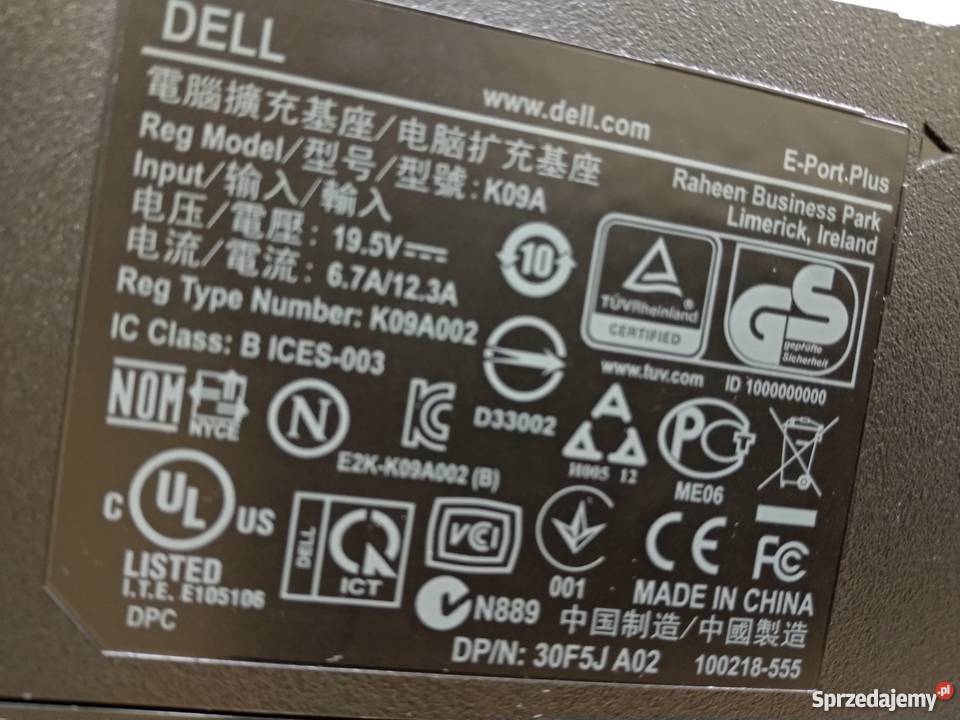 DELL
www.dell.com
電腦擴充基座/电脑扩充基座
E-Port Plus
Reg Model/型号/型號: K09A
Raheen Business Park
Limerick, Ireland
Input/输入/輸入
电压/電壓: 19.5V
电流/電流: 6.7A/12.3A
10
TÜVRheinland®
CERTIFIED
GS
geprüfte
Sicherheit
Reg Type Number: K09A002
www.tuv.com
ID 1000000000
IC Class: B ICES-003
NOM
NYCE
N
D33002
H005 12
PCT
ME06
E2K-K09A002 (B)
C UL US
LISTED
I.T.E. E105106
DPC
DELL
ICT
VCI
001
CE
FC
N889
MADE IN CHINA
中国制造/中國製造
DP/N: 30F5J A02
100218-555
Sprzedajemy.pl